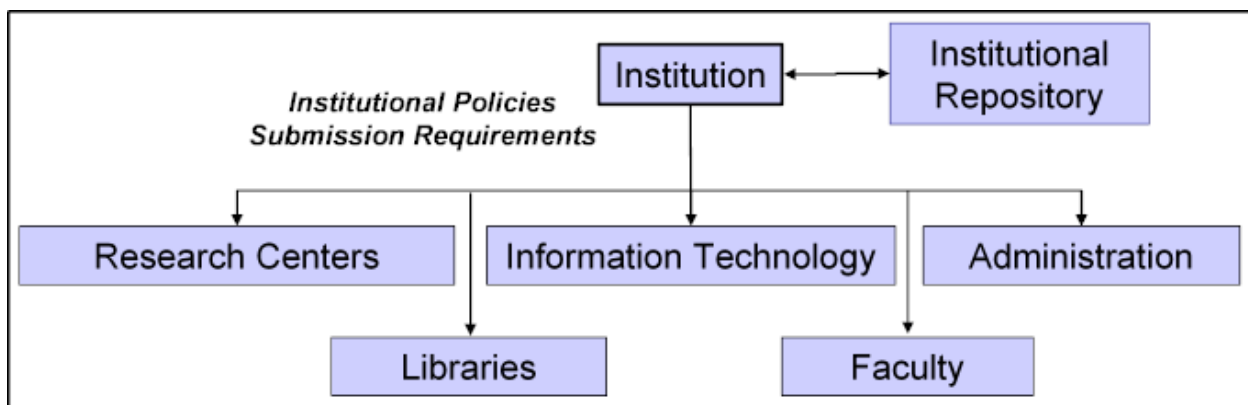 Institution
Institutional
Repository
Institutional Policies
Submission Requirements
Research Centers
Information Technology
Administration
Libraries
Faculty